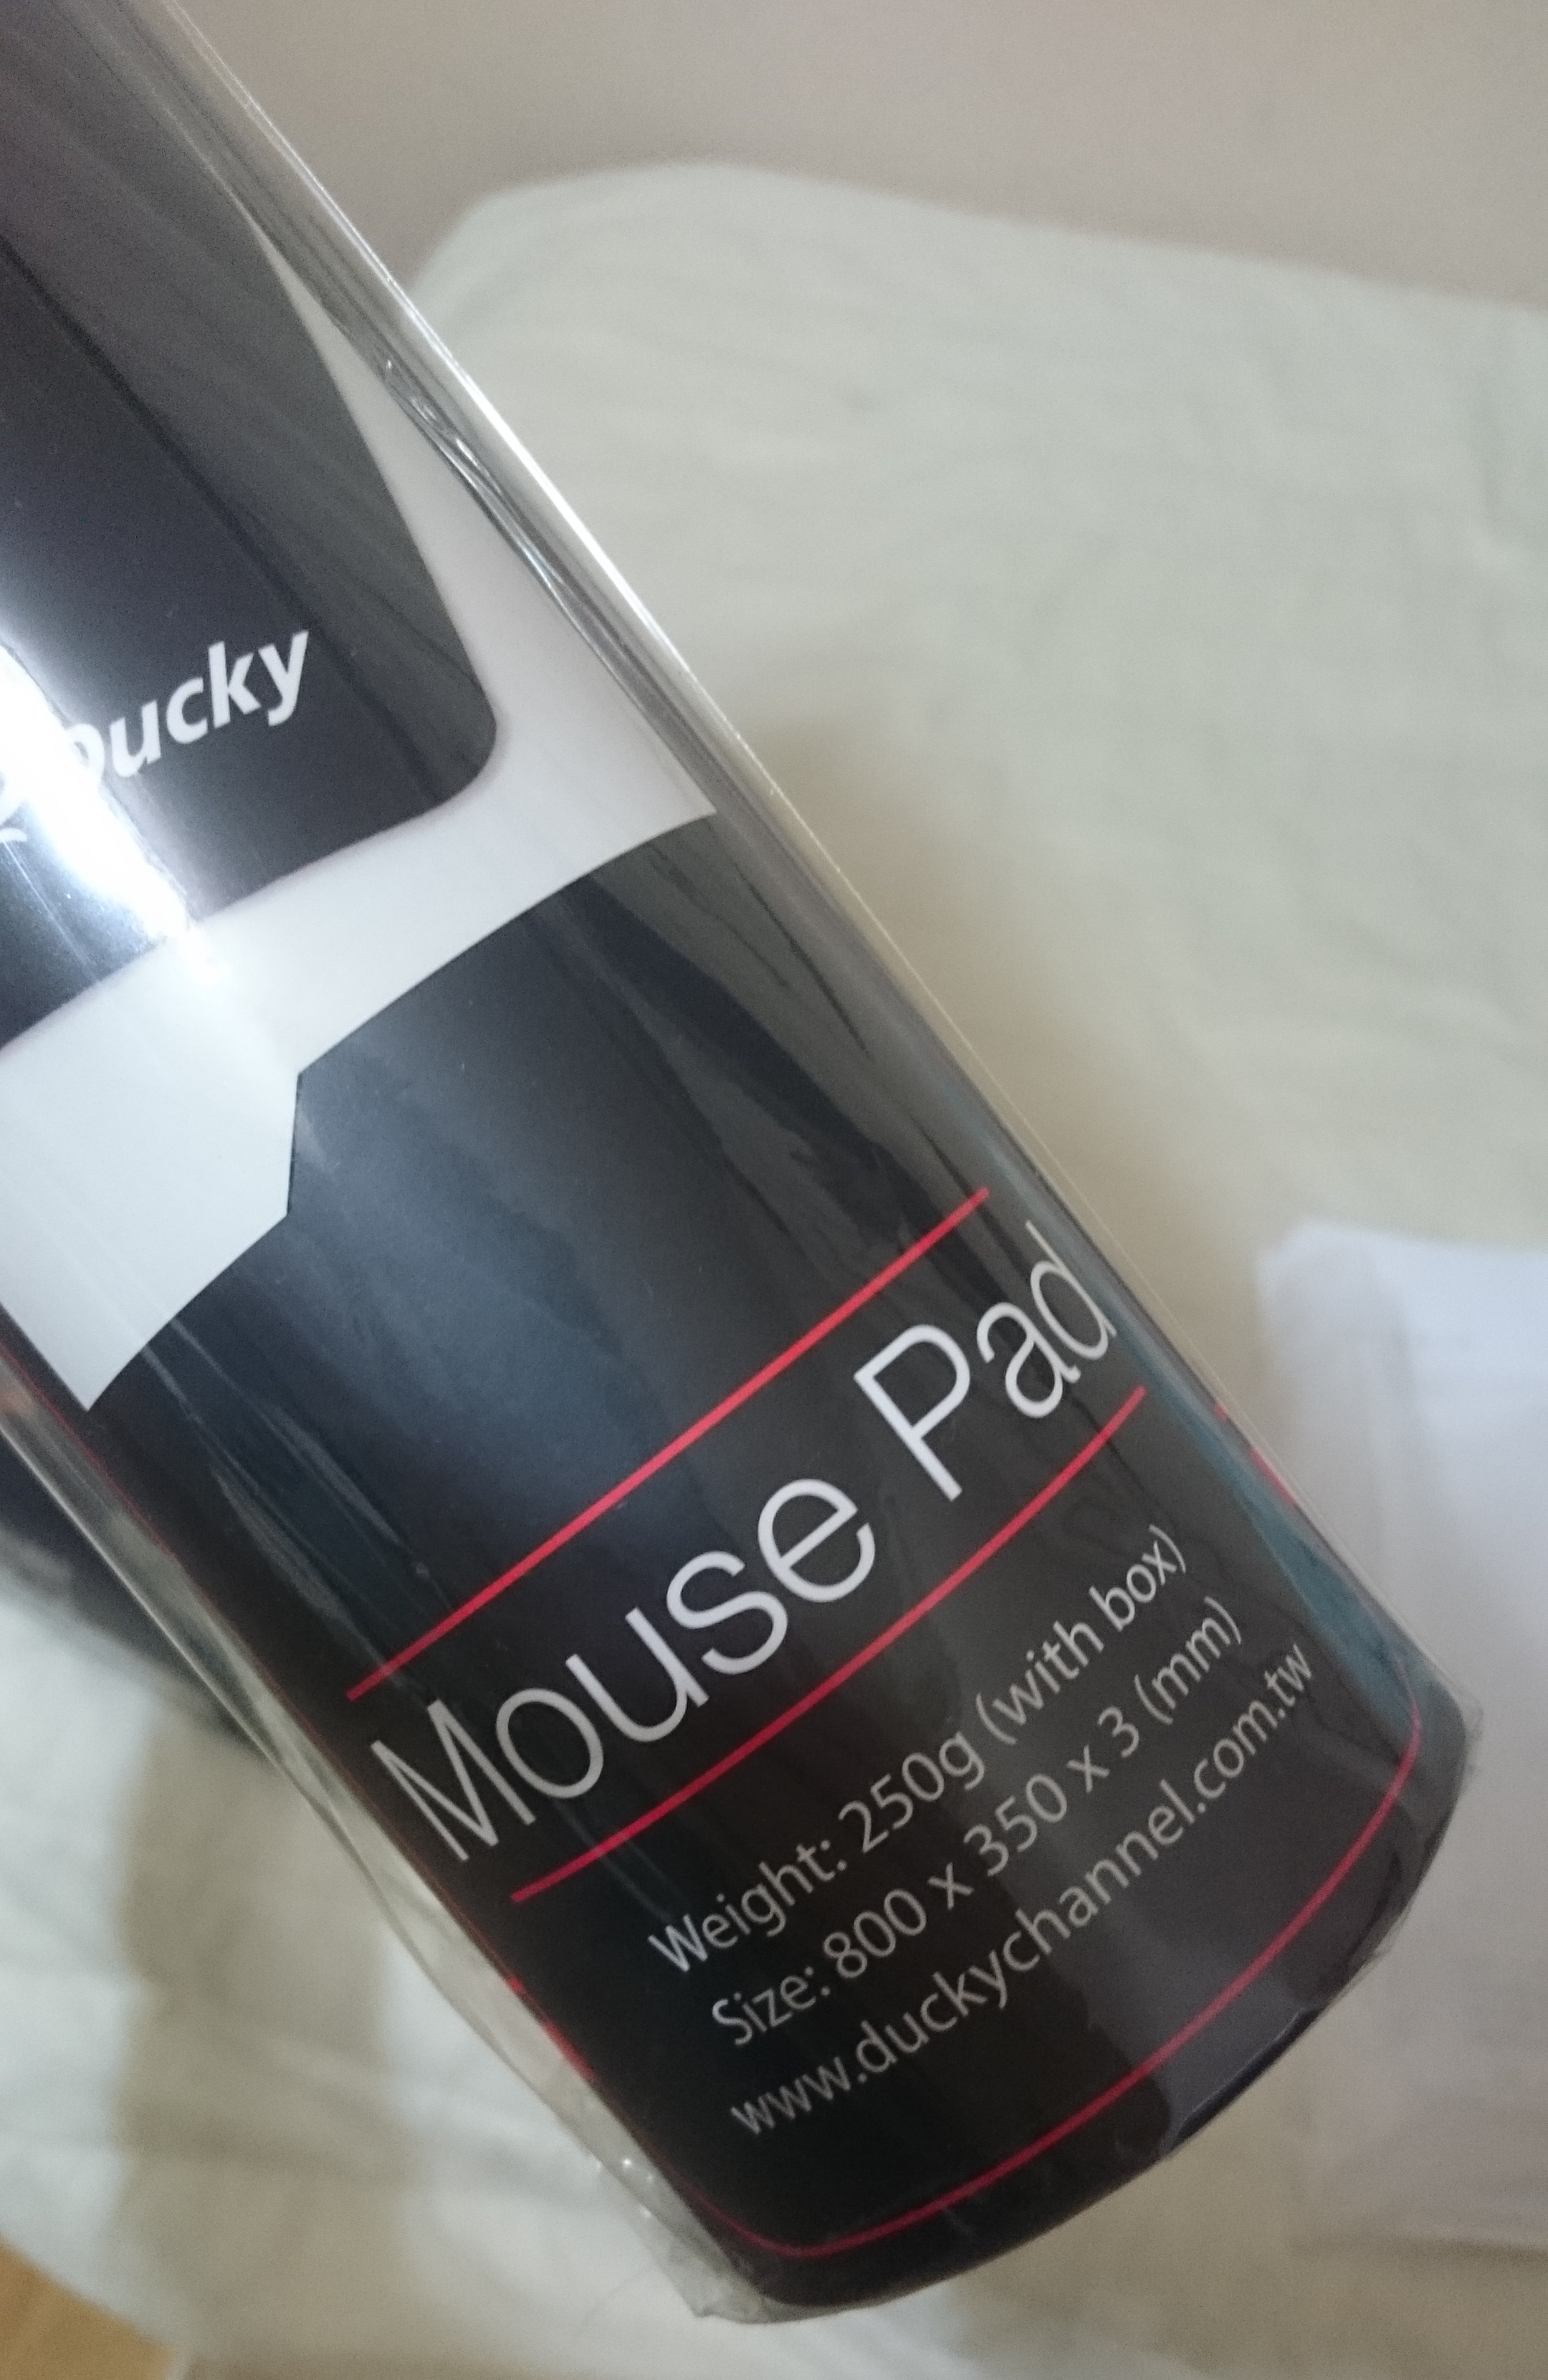 Ducky
Mouse Pad
Weight: 250g (with box)
Size: 800 x 350 x 3 (mm)
www.duckychannel.com.tw